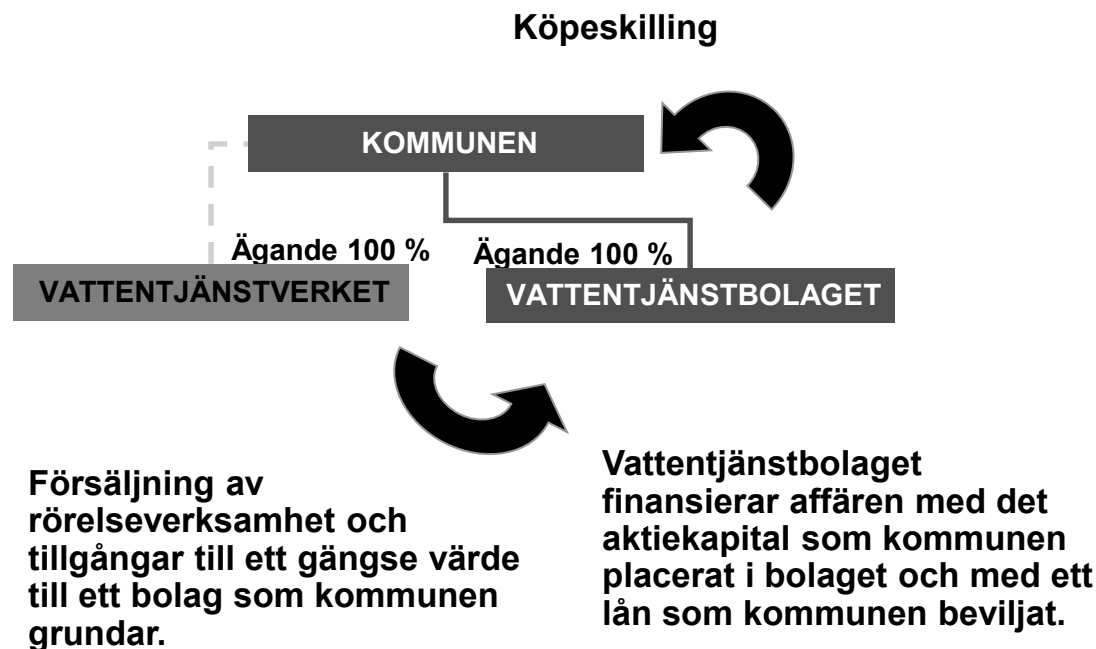 Köpeskilling
KOMMUNEN
Ägande 100 %
Ägande 100 %
VATTENTJÄNSTVERKET
VATTENTJÄNSTBOLAGET
Försäljning av
rörelseverksamhet och
tillgångar till ett gängse värde
till ett bolag som kommunen
grundar.
Vattentjänstbolaget
finansierar affären med det
aktiekapital som kommunen
placerat i bolaget och med ett
lån som kommunen beviljat.